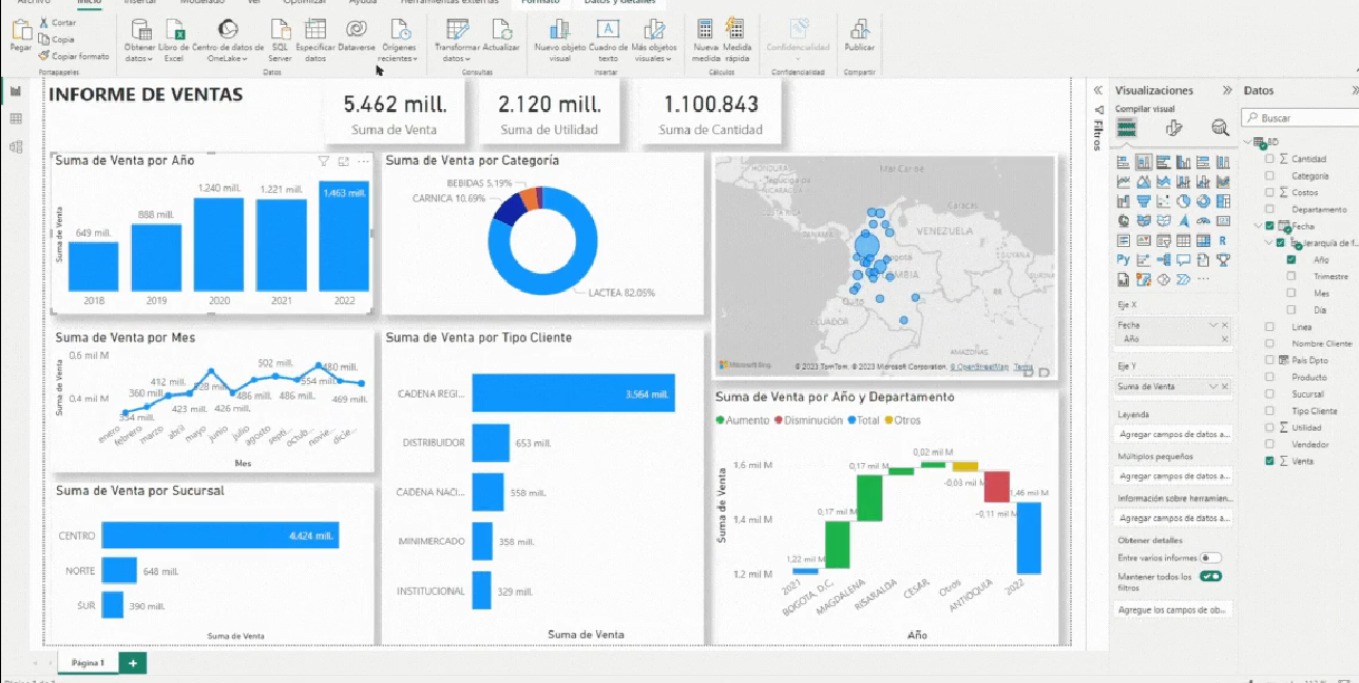 Archivo Inicio Insertar Modelado Ver Optimizar Ayuda Herramientas externas Formato Datos y detalles
Pegar
Cortar
Copia
Copiar formato
Portapapeles
Obtener datos
Libro de Excel
Centro de datos de OneLake
SQL Server
Especificar datos
Dataverse
Orígenes recientes
Datos
Transformar datos
Actualizar
Consultas
Nuevo objeto visual
Cuadro de texto
Más objetos visuales
Insertar
Nueva medida
Medida rápida
Cálculos
Confidencialidad
Confidencialidad
Publicar
Compartir
INFORME DE VENTAS
5.462 mill.
Suma de Venta
2.120 mill.
Suma de Utilidad
1.100.843
Suma de Cantidad
Suma de Venta por Año
Suma de Venta
649 mill.
888 mill.
1.240 mill.
1.221 mill.
1.463 mill.
2018 2019 2020 2021 2022
Suma de Venta por Categoría
BEBIDAS 5,19%
CARNICA 10,69%
LACTEA 82,05%
Mar Caribe
Caracas
PANAMÁ
VENEZUELA
Bogotá
Quito
ECUADOR
AMAZONAS
Microsoft Bing
© 2023 TomTom, © 2023 Microsoft Corporation, © OpenStreetMap Terms
Suma de Venta por Mes
Suma de Venta
0,6 mil M
0,4 mil M
360 mill.
412 mill.
423 mill.
426 mill.
486 mill.
502 mill.
486 mill.
554 mill.
480 mill.
469 mill.
enero febrero marzo abril mayo junio julio agosto septi... octub... novie... dicie...
Mes
Suma de Venta por Tipo Cliente
CADENA REGI...
3.564 mill.
DISTRIBUIDOR
653 mill.
CADENA NACI...
558 mill.
MINIMERCADO
358 mill.
INSTITUCIONAL
329 mill.
Suma de Venta
Suma de Venta por Sucursal
CENTRO
4.424 mill.
NORTE
648 mill.
SUR
390 mill.
Suma de Venta
Suma de Venta por Año y Departamento
Aumento Disminución Total Otros
Suma de Venta
1,6 mil M
1,4 mil M
1,2 mil M
1,22 mil M
0,17 mil M
0,17 mil M
0,02 mil M
-0,03 mil M
-0,11 mil M
1,46 mil M
2021 BOGOTA, D.C. MAGDALENA RISARALDA CESAR Otros ANTIOQUIA 2022
Año
Filtros
Visualizaciones
Compilar visual
Eje X
Fecha
Año
Eje Y
Suma de Venta
Leyenda
Agregar campos de datos a...
Múltiplos pequeños
Agregar campos de datos a...
Información sobre herramien...
Agregar campos de datos a...
Obtener detalles
Entre varios informes
Mantener todos los filtros
Agregue los campos de ob...
Datos
Buscar
BD
Cantidad
Categoría
Costos
Departamento
Fecha
Jerarquía de f...
Año
Trimestre
Mes
Día
Linea
Nombre Cliente
País Dpto
Producto
Sucursal
Tipo Cliente
Utilidad
Vendedor
Venta
Página 1